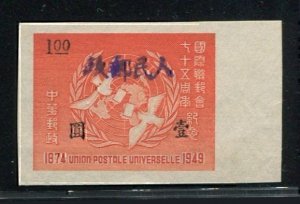 1.00
人民郵政
國際聯郵會
七十五周年
紀念
中華郵政
圓
壹
1874 UNION POSTALE UNIVERSELLE 1949